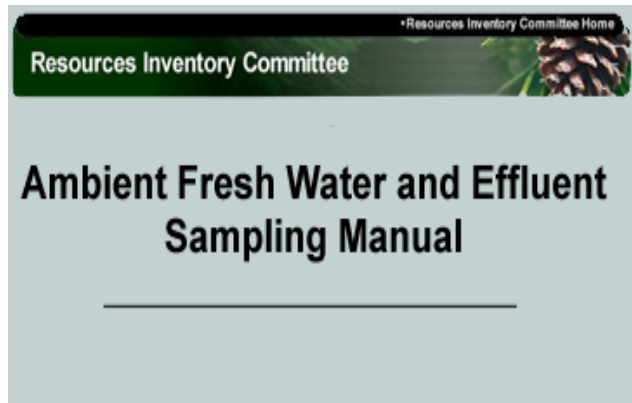 •Resources Inventory Committee Home
Resources Inventory Committee
Ambient Fresh Water and Effluent
Sampling Manual